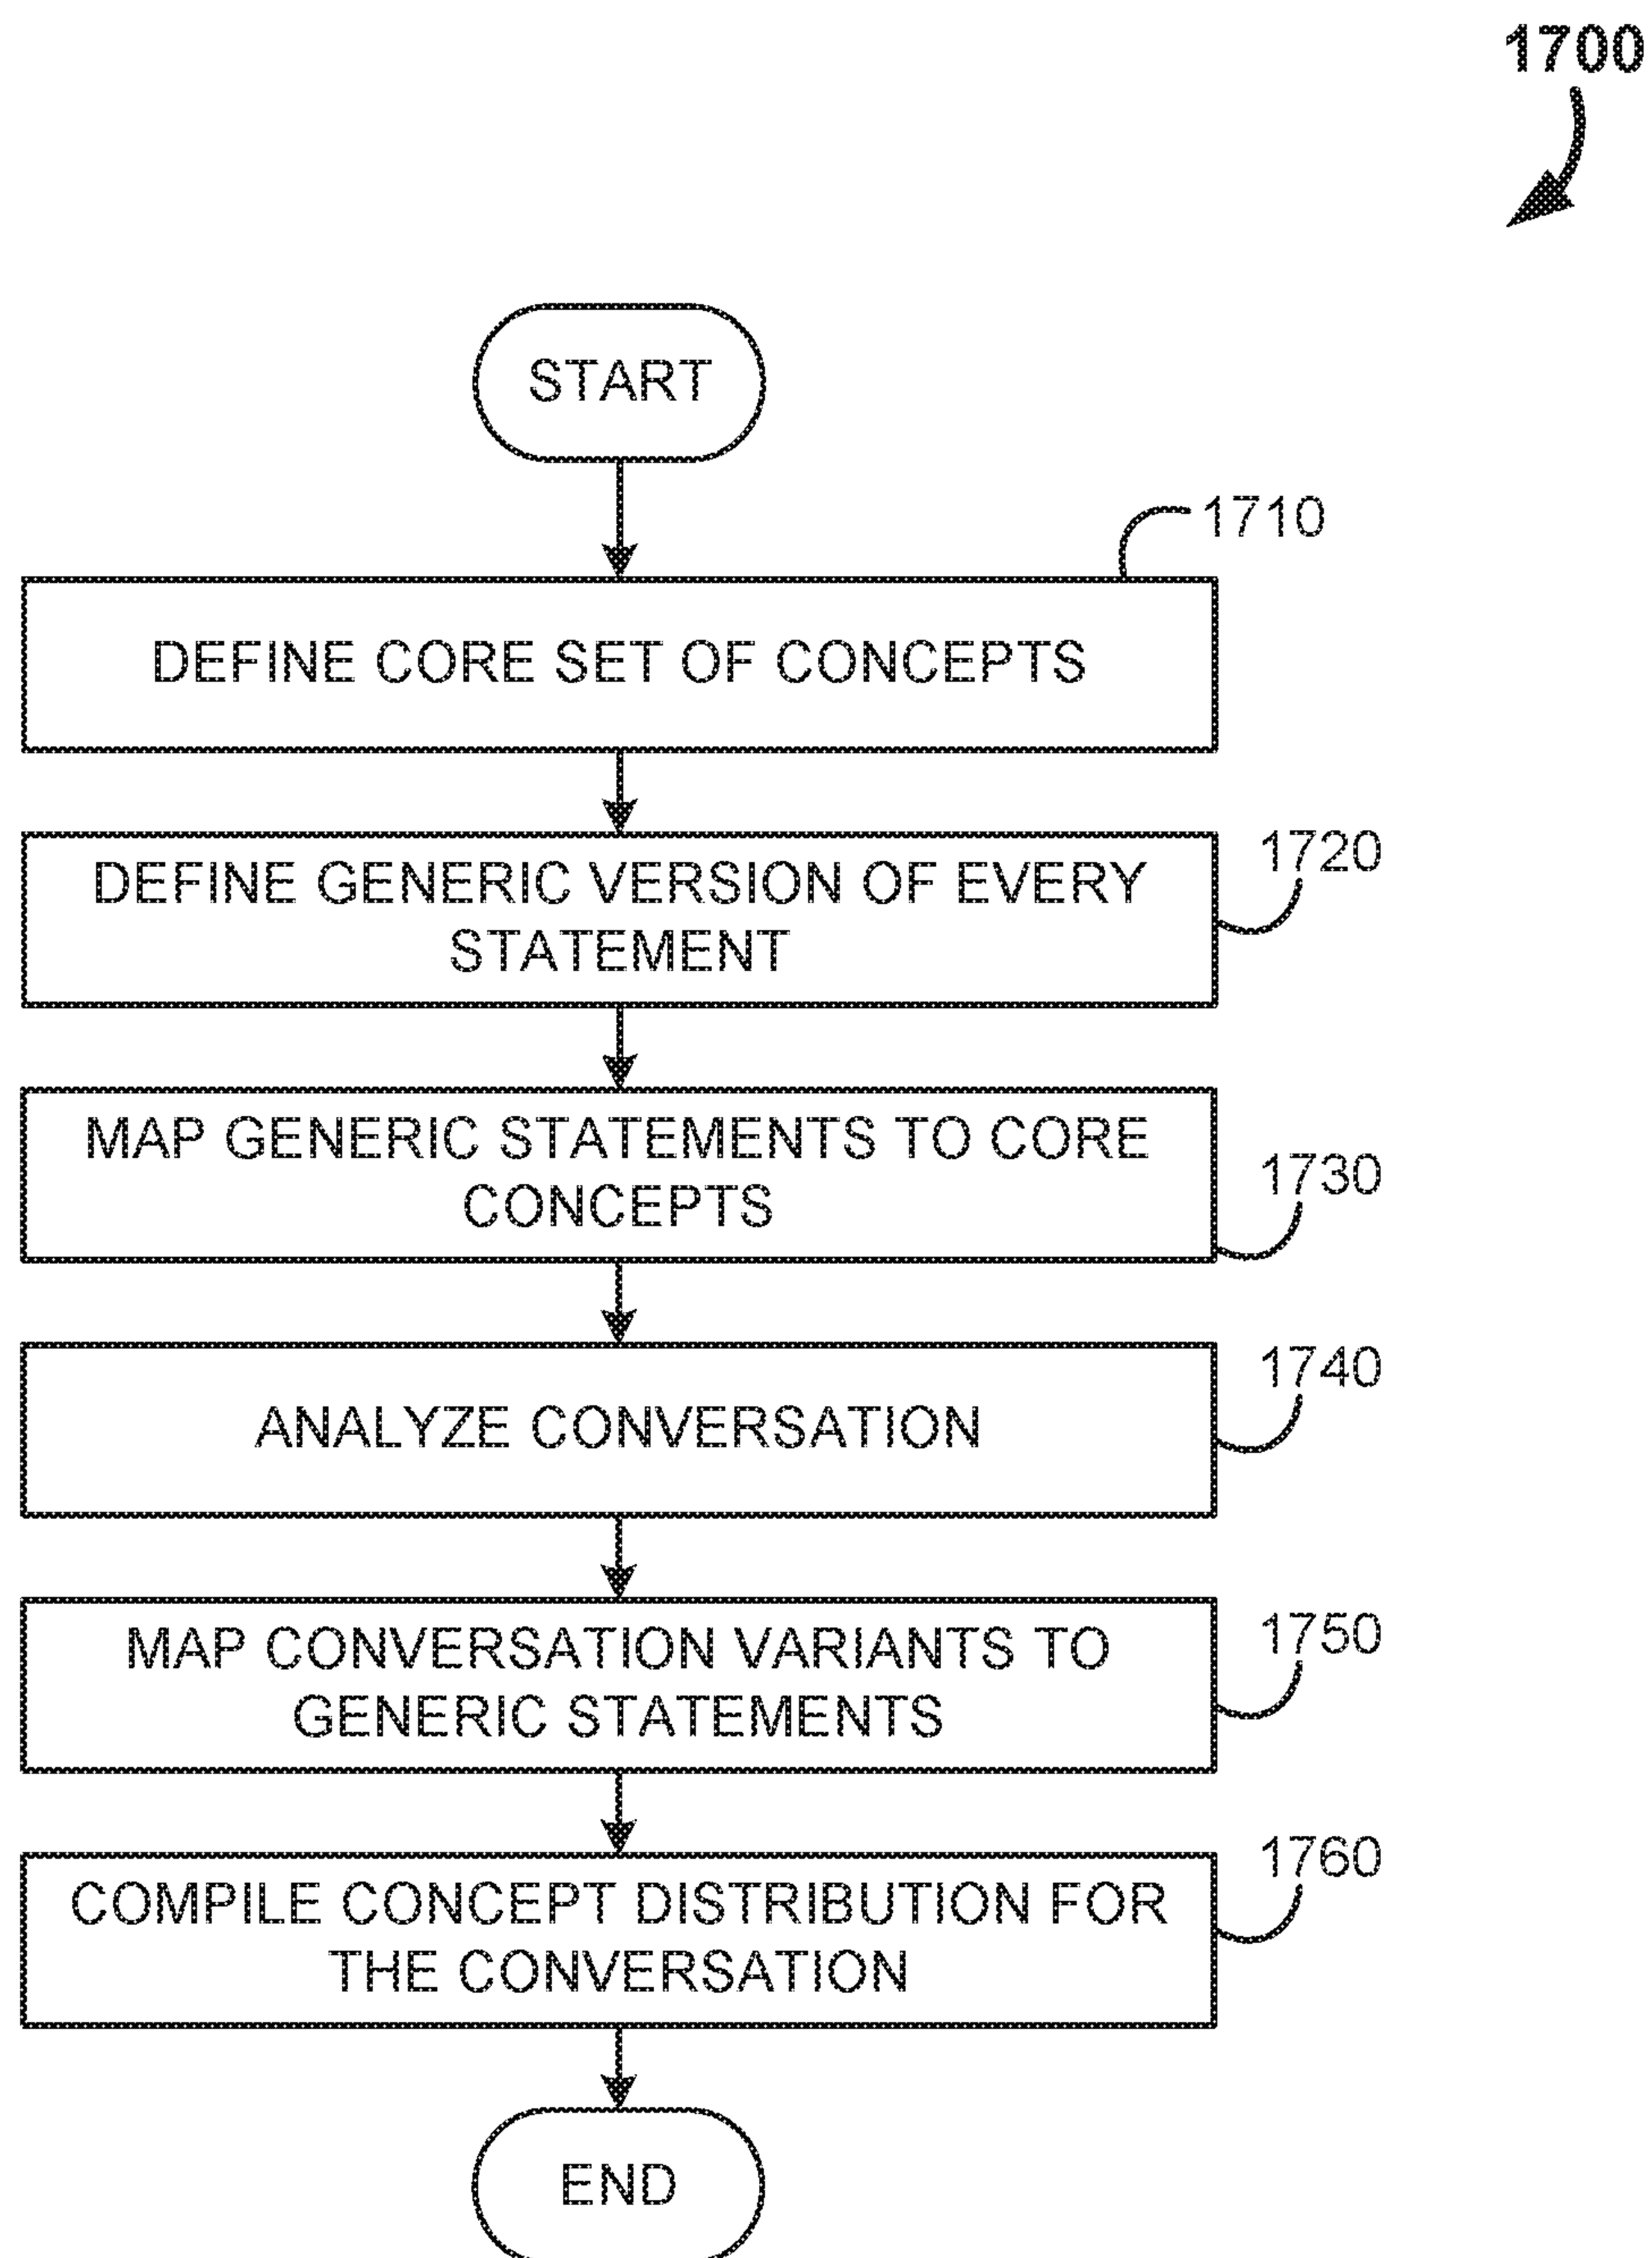 1700
START
1710
DEFINE CORE SET OF CONCEPTS
1720
DEFINE GENERIC VERSION OF EVERY
STATEMENT
MAP GENERIC STATEMENTS TO CORE
1730
CONCEPTS
1740
ANALYZE CONVERSATION
1750
MAP CONVERSATION VARIANTS TO
GENERIC STATEMENTS
1760
COMPILE CONCEPT DISTRIBUTION FOR
THE CONVERSATION
END